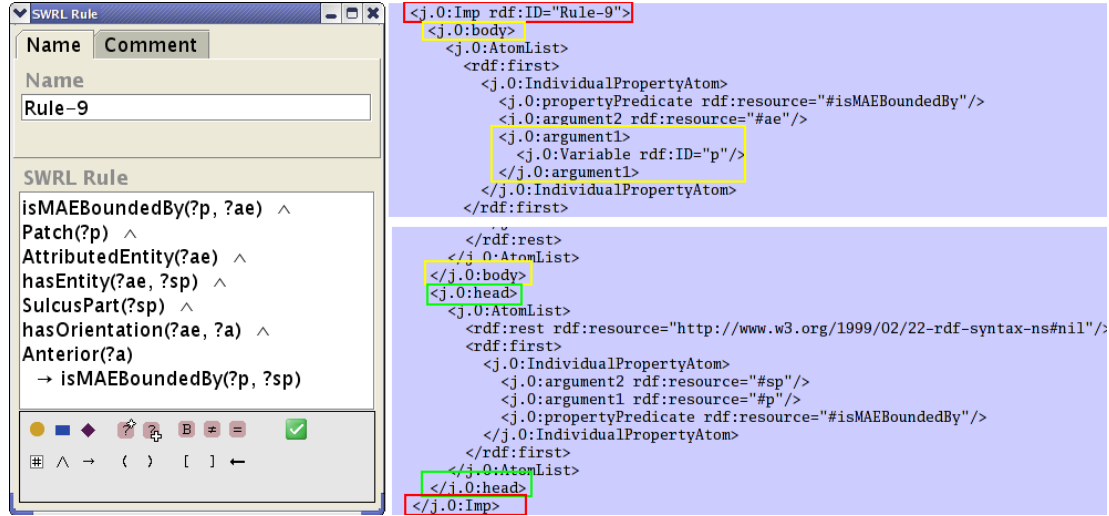 SWRL Rule
Name Comment
Name
Rule-9
SWRL Rule
isMAEBoundedBy(?p, ?ae) ∧
Patch(?p) ∧
AttributedEntity(?ae) ∧
hasEntity(?ae, ?sp) ∧
SulcusPart(?sp) ∧
hasOrientation(?ae, ?a) ∧
Anterior(?a)
→ isMAEBoundedBy(?p, ?sp)
? ? B ≠ =
# ∧ → ( ) [ ] ←
<j.0:Imp rdf:ID="Rule-9">
<j.0:body>
<j.0:AtomList>
<rdf:first>
<j.0:IndividualPropertyAtom>
<j.0:propertyPredicate rdf:resource="#isMAEBoundedBy"/>
<j.0:argument2 rdf:resource="#ae"/>
<j.0:argument1>
<j.0:Variable rdf:ID="p"/>
</j.0:argument1>
</j.0:IndividualPropertyAtom>
</rdf:first>
</rdf:rest>
</j.0:AtomList>
</j.0:body>
<j.0:head>
<j.0:AtomList>
<rdf:rest rdf:resource="http://www.w3.org/1999/02/22-rdf-syntax-ns#nil"/>
<rdf:first>
<j.0:IndividualPropertyAtom>
<j.0:argument2 rdf:resource="#sp"/>
<j.0:argument1 rdf:resource="#p"/>
<j.0:propertyPredicate rdf:resource="#isMAEBoundedBy"/>
</j.0:IndividualPropertyAtom>
</rdf:first>
</j.0:AtomList>
</j.0:head>
</j.0:Imp>